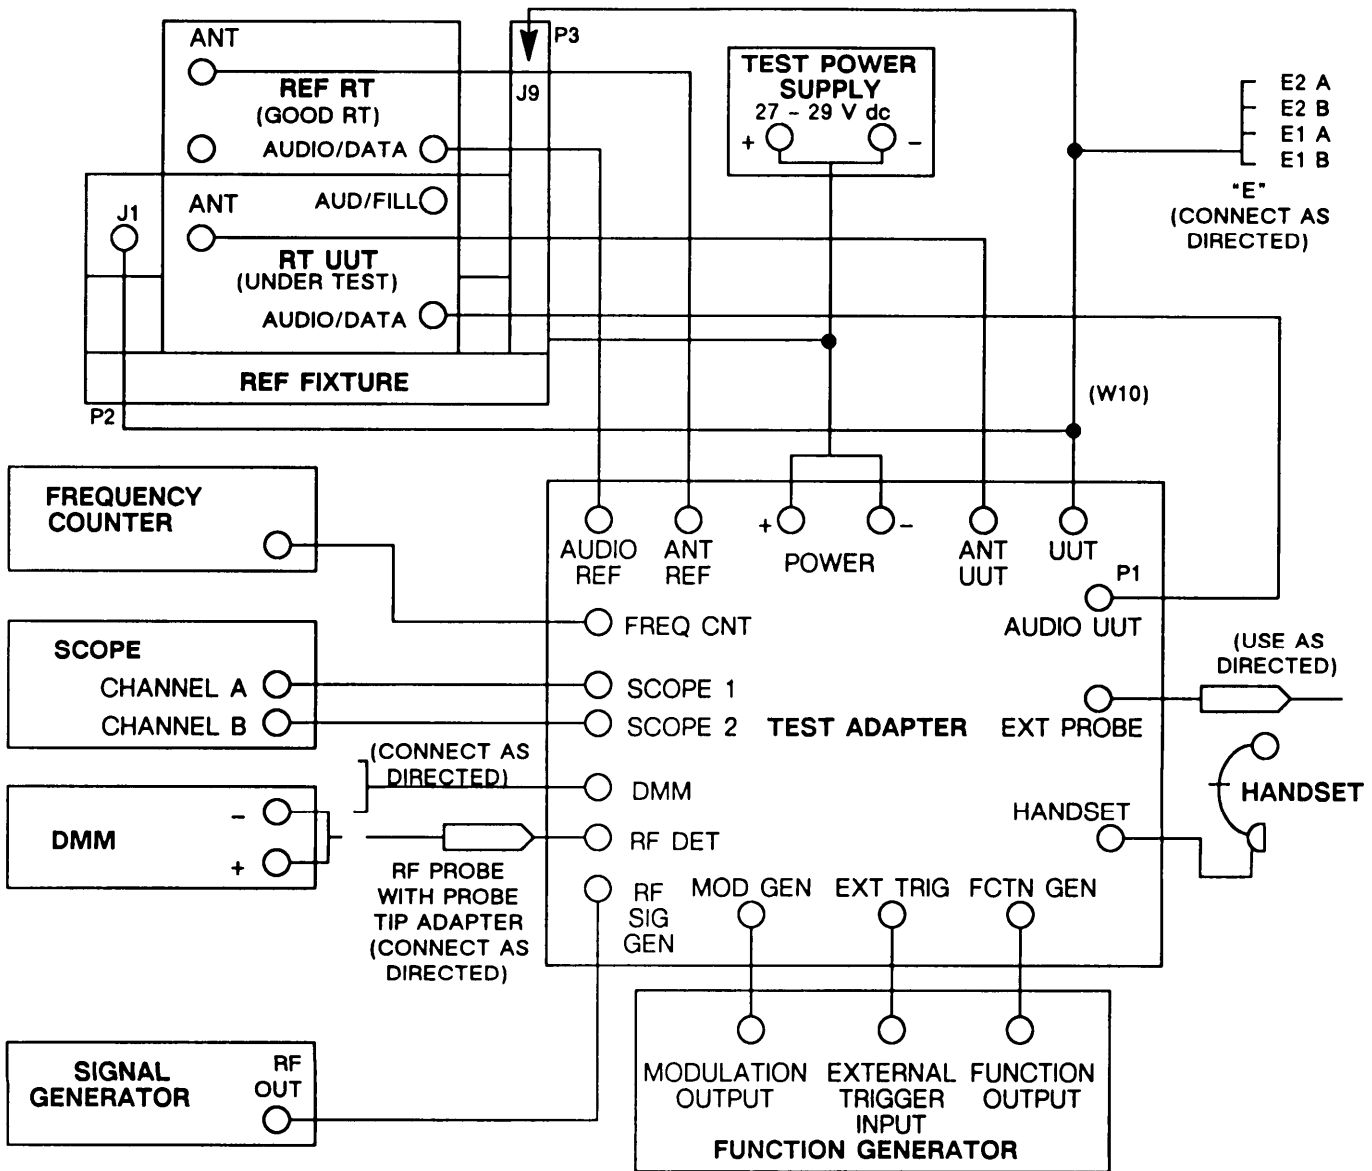 ANT
REF RT
(GOOD RT)
AUDIO/DATA
AUD/FILL
J1
ANT
RT UUT
(UNDER TEST)
AUDIO/DATA
REF FIXTURE
P2
P3
J9
TEST POWER
SUPPLY
27 - 29 V dc
+ -
E2 A
E2 B
E1 A
E1 B
"E"
(CONNECT AS
DIRECTED)
(W10)
FREQUENCY
COUNTER
SCOPE
CHANNEL A
CHANNEL B
(CONNECT AS
DIRECTED)
DMM
-
+
RF PROBE
WITH PROBE
TIP ADAPTER
(CONNECT AS
DIRECTED)
SIGNAL
GENERATOR
RF
OUT
AUDIO
REF
ANT
REF
+ -
POWER
ANT
UUT
UUT
P1
AUDIO UUT
FREQ CNT
SCOPE 1
SCOPE 2
TEST ADAPTER
EXT PROBE
(USE AS
DIRECTED)
DMM
RF DET
HANDSET
HANDSET
RF
SIG
GEN
MOD GEN
EXT TRIG
FCTN GEN
MODULATION
OUTPUT
EXTERNAL
TRIGGER
INPUT
FUNCTION
OUTPUT
FUNCTION GENERATOR